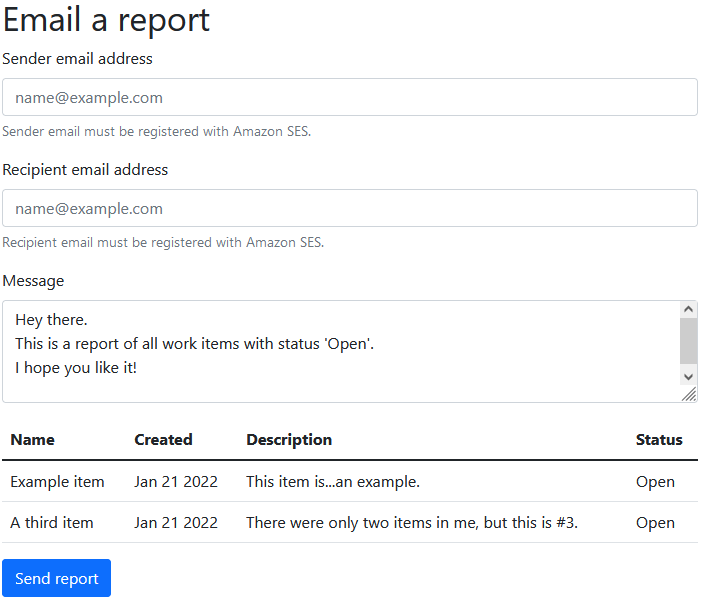 Email a report
Sender email address
name@example.com
Sender email must be registered with Amazon SES.
Recipient email address
name@example.com
Recipient email must be registered with Amazon SES.
Message
Hey there.
This is a report of all work items with status 'Open'.
I hope you like it!
Name Created Description Status
Example item Jan 21 2022 This item is...an example. Open
A third item Jan 21 2022 There were only two items in me, but this is #3. Open
Send report